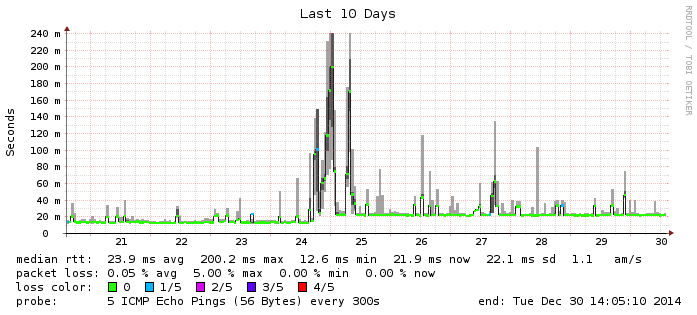 Last 10 Days
RRDTOOL / TOBI OETIKER
Seconds
240 m
220 m
200 m
180 m
160 m
140 m
120 m
100 m
80 m
60 m
40 m
20 m
0
21 22 23 24 25 26 27 28 29 30
median rtt: 23.9 ms avg 200.2 ms max 12.6 ms min 21.9 ms now 22.1 ms sd 1.1 am/s
packet loss: 0.05 % avg 5.00 % max 0.00 % min 0.00 % now
loss color: 0 1/5 2/5 3/5 4/5
probe: 5 ICMP Echo Pings (56 Bytes) every 300s end: Tue Dec 30 14:05:10 2014